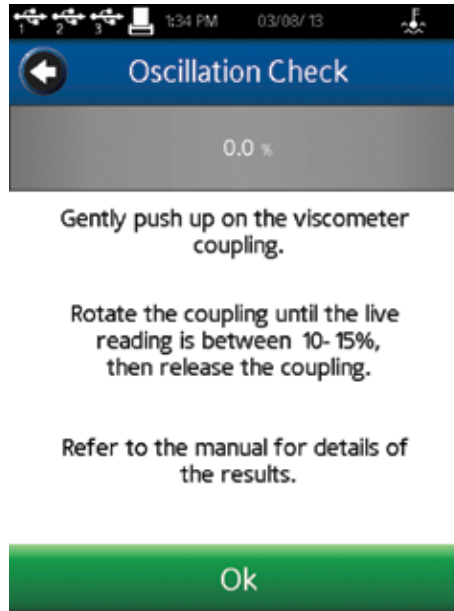 1 2 3 1:34 PM 03/08/13
Oscillation Check
0.0 %
Gently push up on the viscometer
coupling.
Rotate the coupling until the live
reading is between 10-15%,
then release the coupling.
Refer to the manual for details of
the results.
Ok